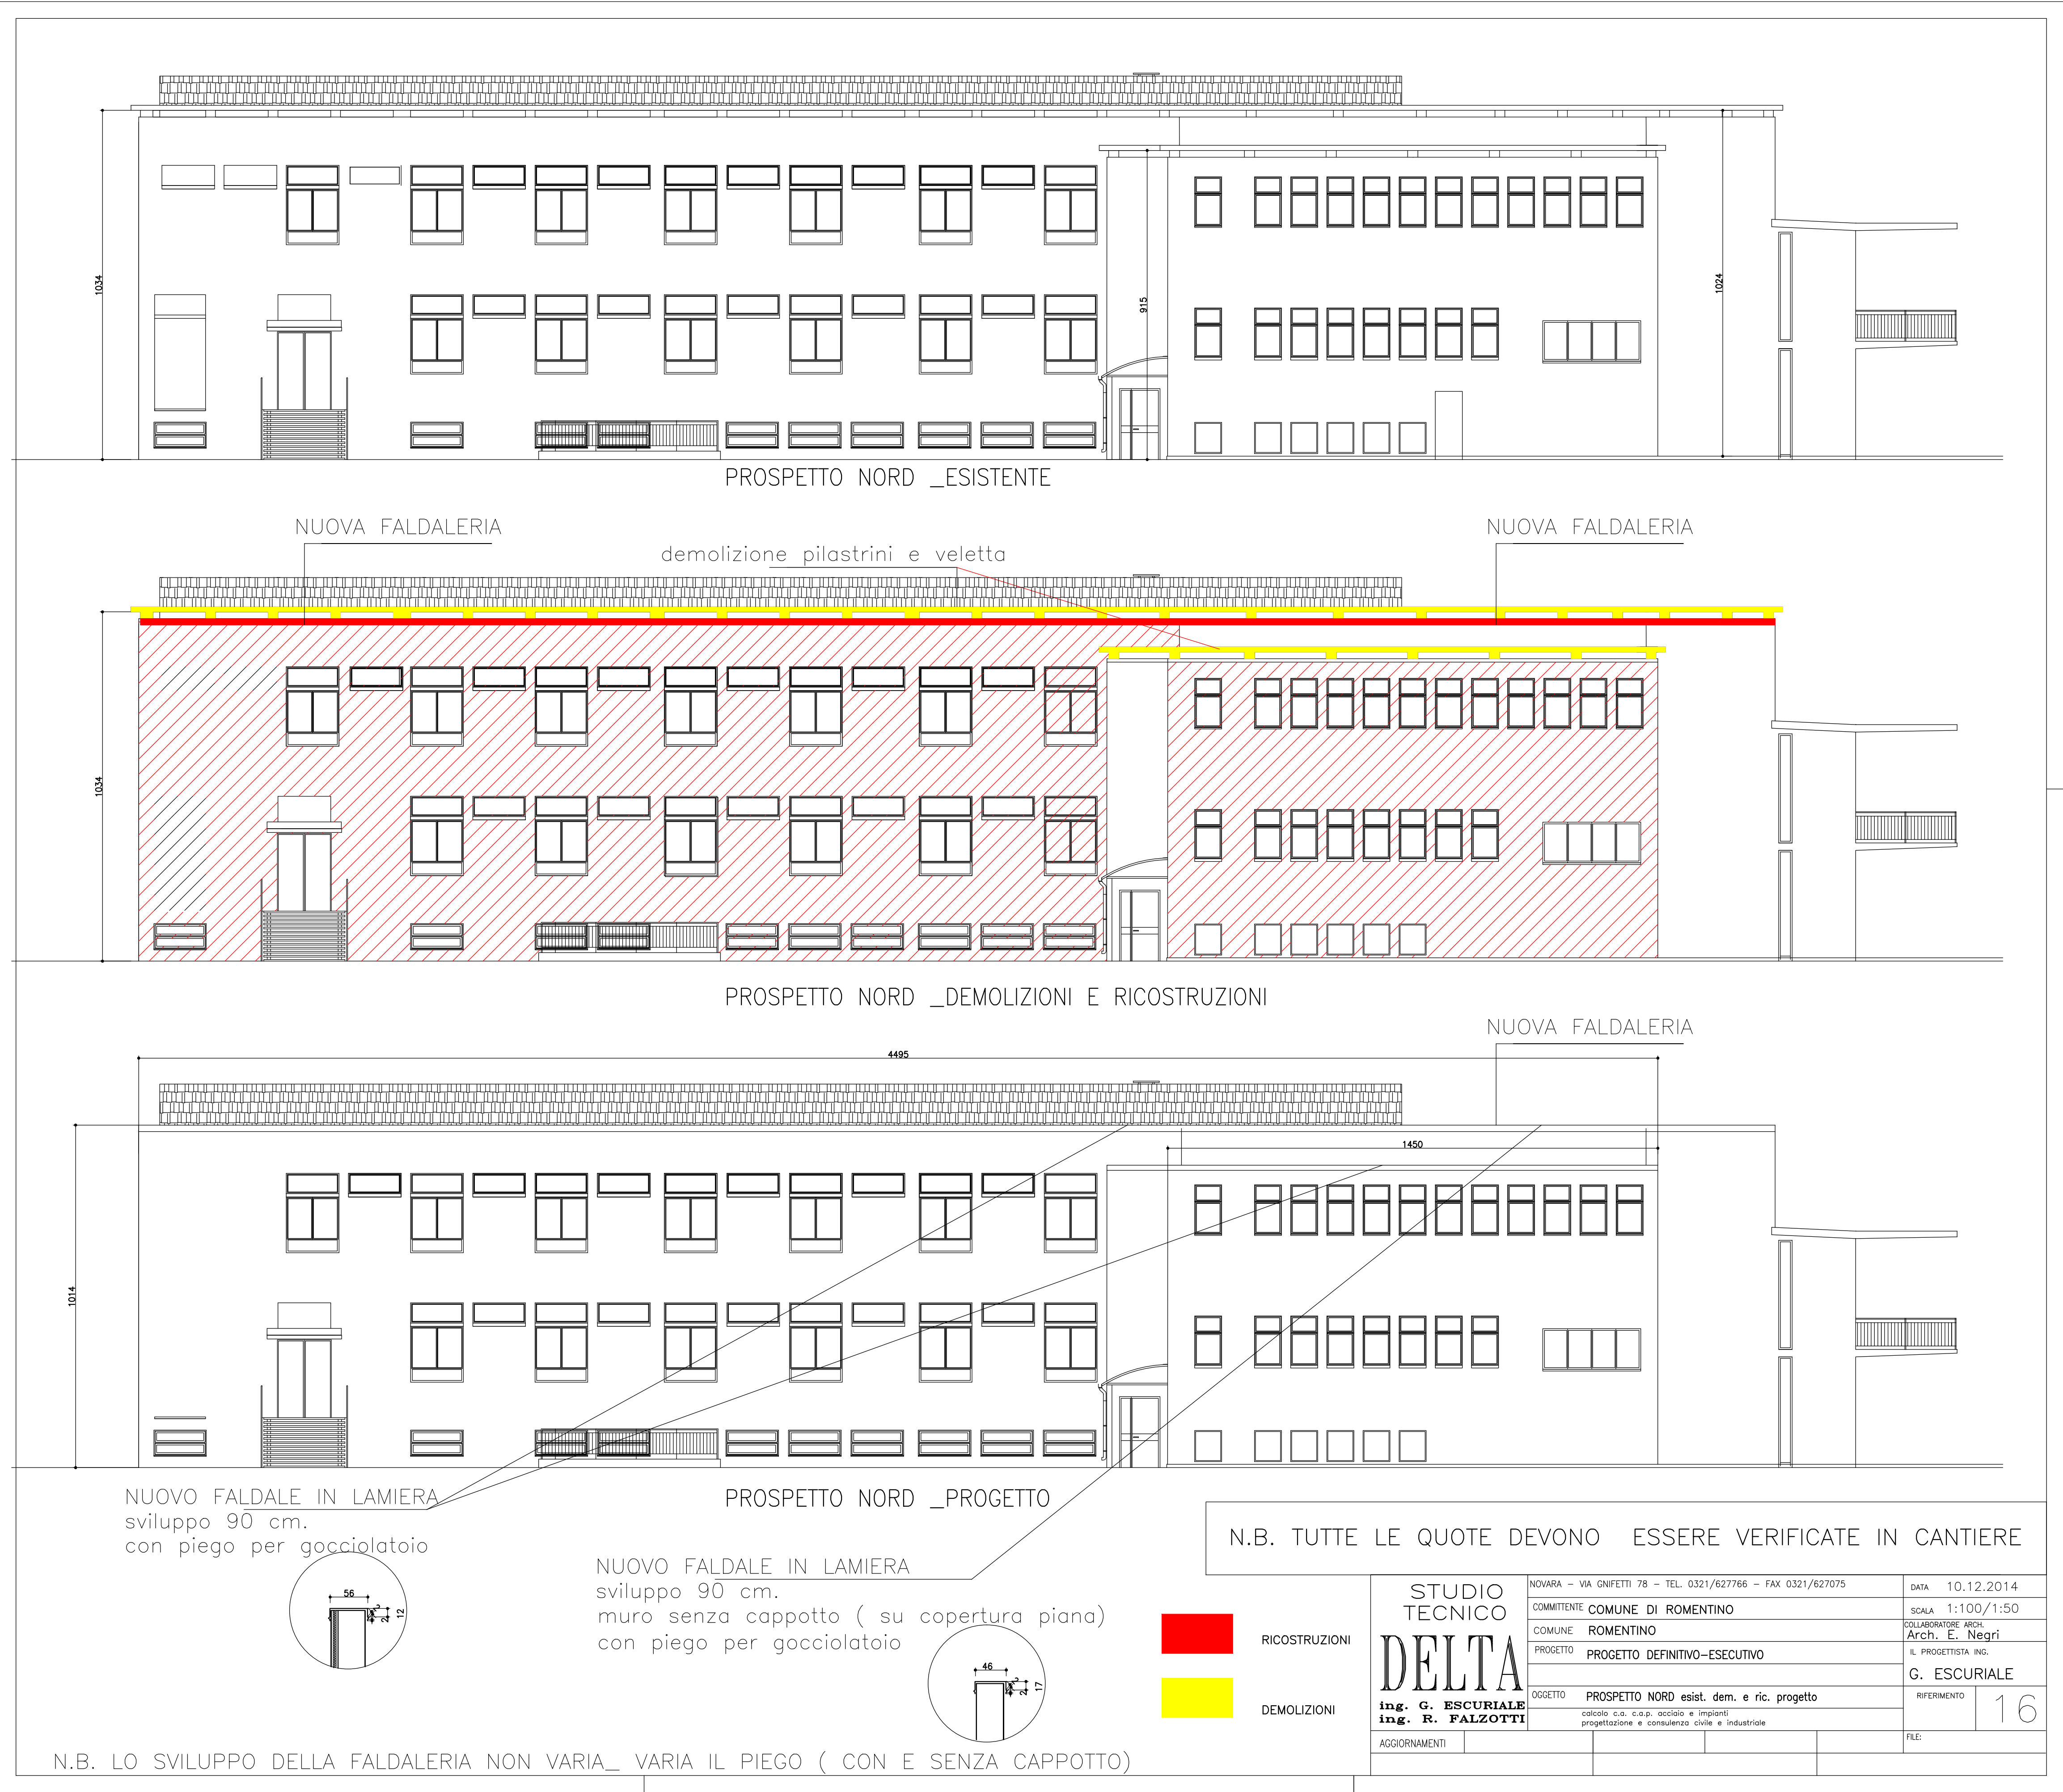 1034
915
1024
PROSPETTO NORD _ESISTENTE
NUOVA FALDALERIA
NUOVA FALDALERIA
demolizione pilastrini e veletta
1034
PROSPETTO NORD _DEMOLIZIONI E RICOSTRUZIONI
NUOVA FALDALERIA
4495
1450
1014
PROSPETTO NORD _PROGETTO
NUOVO FALDALE IN LAMIERA
sviluppo 90 cm.
con piego per gocciolatoio
56
2
12
NUOVO FALDALE IN LAMIERA
sviluppo 90 cm.
muro senza cappotto ( su copertura piana)
con piego per gocciolatoio
46
2
17
RICOSTRUZIONI
DEMOLIZIONI
N.B. TUTTE LE QUOTE DEVONO ESSERE VERIFICATE IN CANTIERE
STUDIO
TECNICO
DELTA
ing. G. ESCURIALE
ing. R. FALZOTTI
NOVARA - VIA GNIFETTI 78 - TEL. 0321/627766 - FAX 0321/627075
COMMITTENTE COMUNE DI ROMENTINO
COMUNE ROMENTINO
PROGETTO PROGETTO DEFINITIVO-ESECUTIVO
OGGETTO PROSPETTO NORD esist. dem. e ric. progetto
calcolo c.a. c.a.p. acciaio e impianti
progettazione e consulenza civile e industriale
DATA 10.12.2014
SCALA 1:100/1:50
COLLABORATORE ARCH.
Arch. E. Negri
IL PROGETTISTA ING.
G. ESCURIALE
RIFERIMENTO 16
AGGIORNAMENTI
FILE:
N.B. LO SVILUPPO DELLA FALDALERIA NON VARIA_ VARIA IL PIEGO ( CON E SENZA CAPPOTTO)